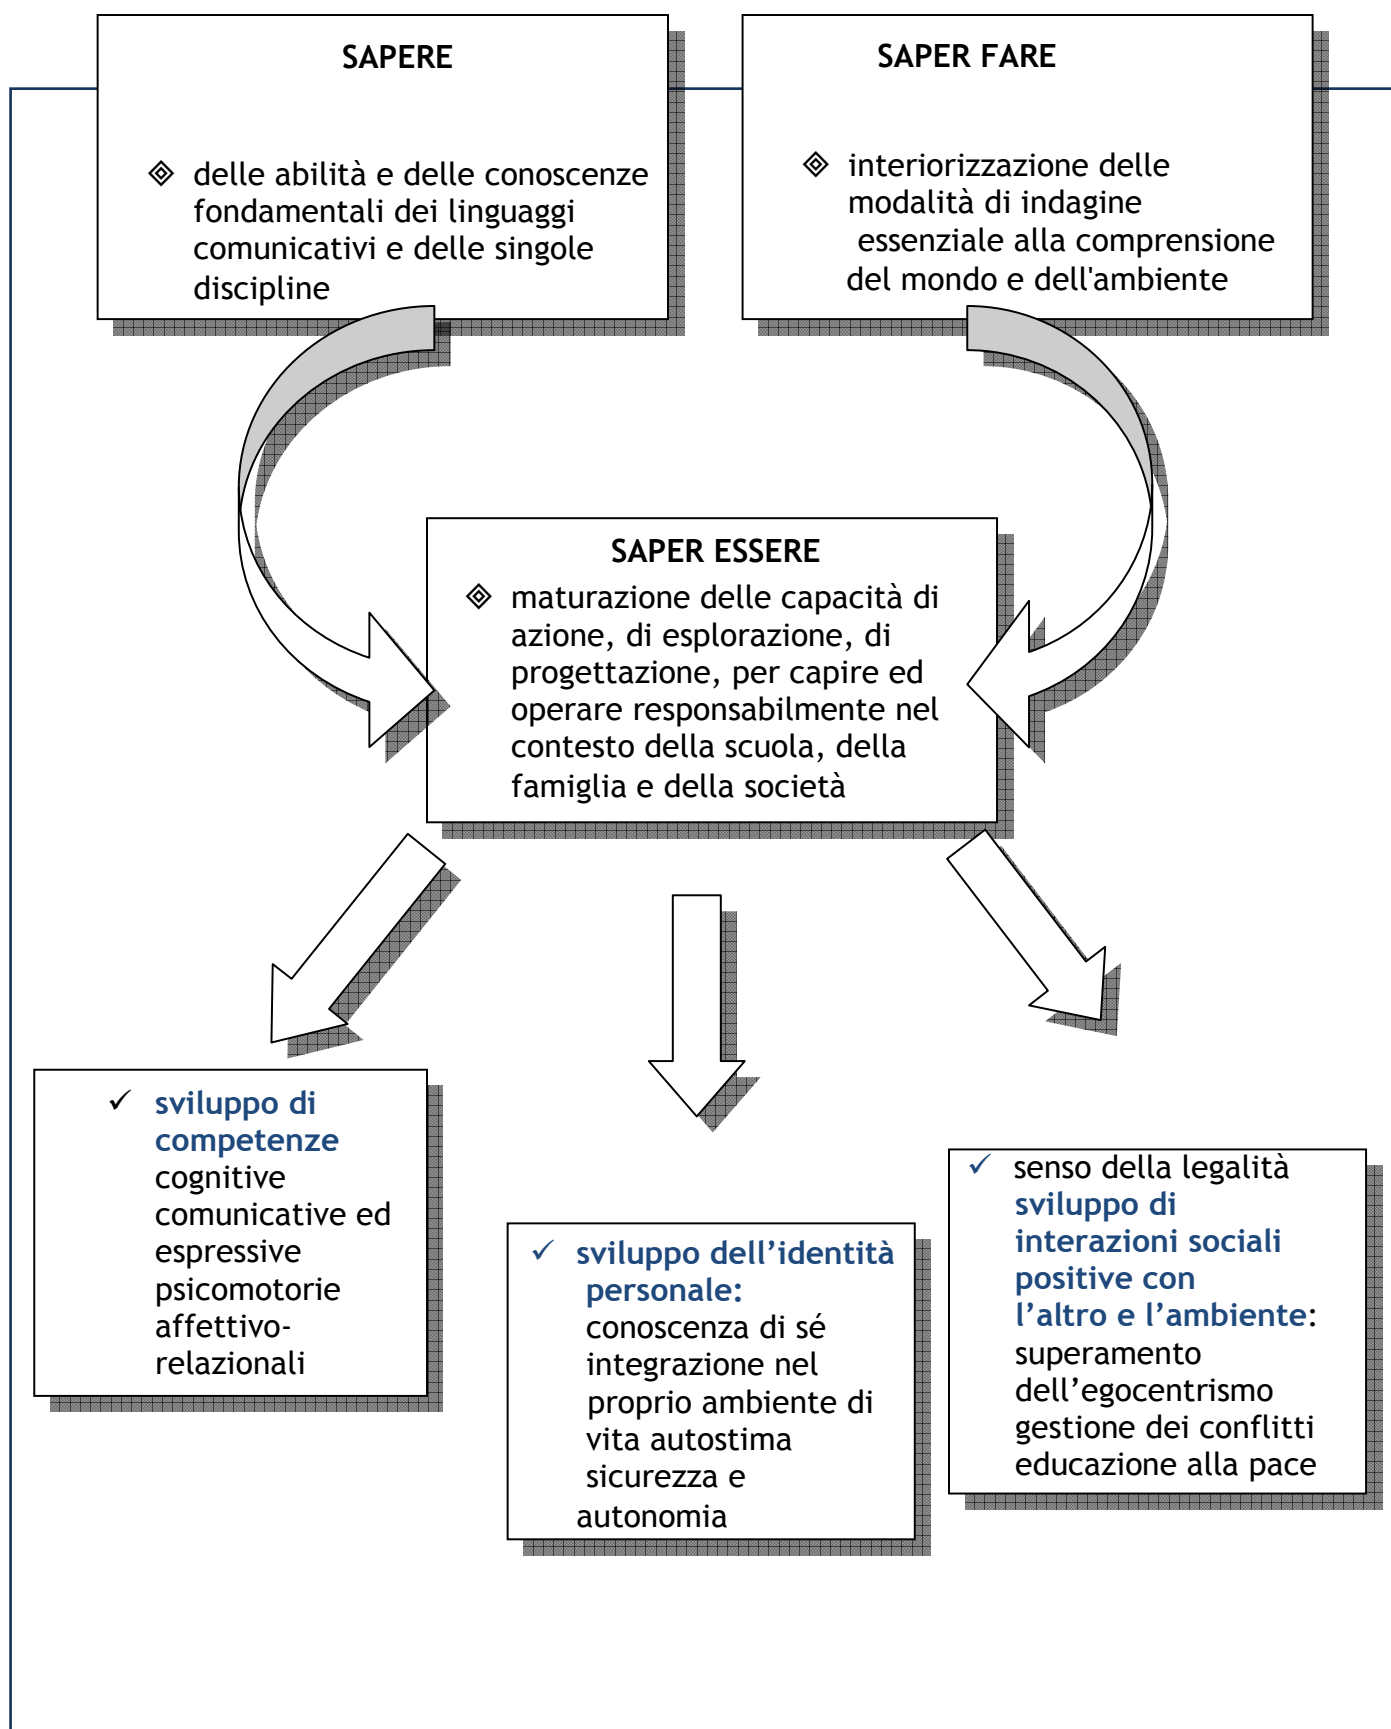 SAPERE
delle abilità e delle conoscenze
fondamentali dei linguaggi
comunicativi e delle singole
discipline
SAPER FARE
interiorizzazione delle
modalità di indagine
essenziale alla comprensione
del mondo e dell'ambiente
SAPER ESSERE
maturazione delle capacità di
azione, di esplorazione, di
progettazione, per capire ed
operare responsabilmente nel
contesto della scuola, della
famiglia e della società
sviluppo di
competenze
cognitive
comunicative ed
espressive
psicomotorie
affettivo-
relazionali
sviluppo dell’identità
personale:
conoscenza di sé
integrazione nel
proprio ambiente di
vita autostima
sicurezza e
autonomia
senso della legalità
sviluppo di
interazioni sociali
positive con
l’altro e l’ambiente:
superamento
dell’egocentrismo
gestione dei conflitti
educazione alla pace